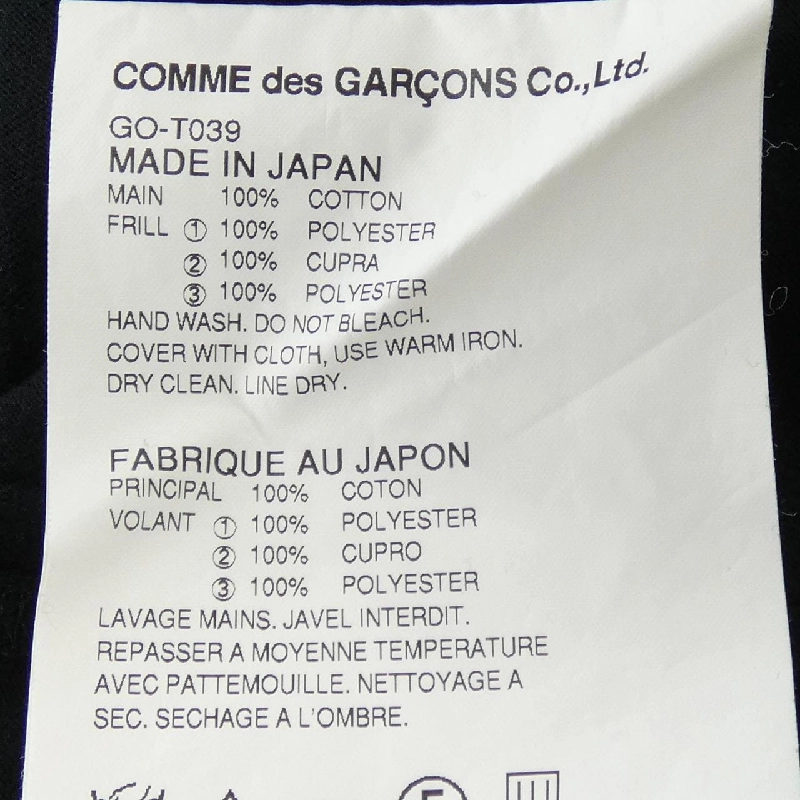 COMME des GARÇONS Co.,Ltd.
GO-T039
MADE IN JAPAN
MAIN 100% COTTON
FRILL ① 100% POLYESTER
② 100% CUPRA
③ 100% POLYESTER
HAND WASH. DO NOT BLEACH.
COVER WITH CLOTH, USE WARM IRON.
DRY CLEAN. LINE DRY.
FABRIQUE AU JAPON
PRINCIPAL 100% COTON
VOLANT ① 100% POLYESTER
② 100% CUPRO
③ 100% POLYESTER
LAVAGE MAINS. JAVEL INTERDIT.
REPASSER A MOYENNE TEMPERATURE
AVEC PATTEMOUILLE. NETTOYAGE A
SEC. SECHAGE A L'OMBRE.